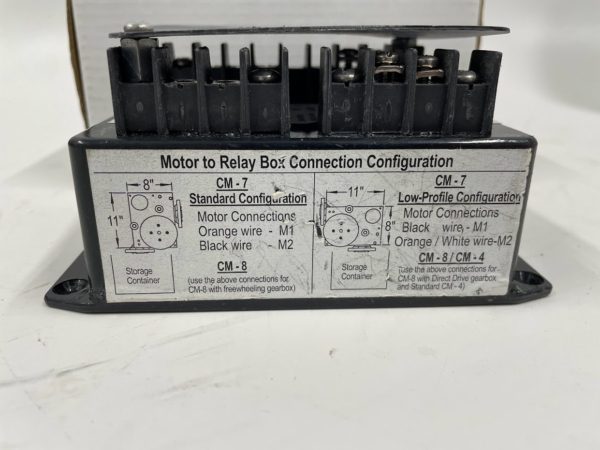 Motor to Relay Box Connection Configuration
CM - 7
Standard Configuration
8"
11"
Motor Connections
Orange wire - M1
Black wire - M2
Storage
Container
CM - 8
(use the above connections for
CM-8 with freewheeling gearbox)
CM - 7
Low-Profile Configuration
11"
8"
Motor Connections
Black wire - M1
Orange / White wire-M2
Storage
Container
CM - 8 / CM - 4
(use the above connections for
CM-8 with Direct Drive gearbox
and Standard CM - 4)